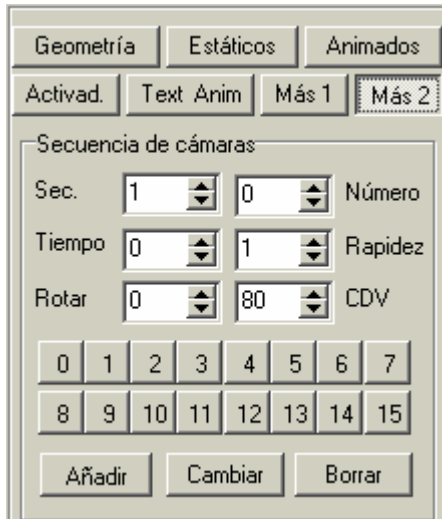 Geometría Estáticos Animados
Activad. Text Anim Más 1 Más 2
Secuencia de cámaras
Sec. 1 0 Número
Tiempo 0 1 Rapidez
Rotar 0 80 CDV
0 1 2 3 4 5 6 7
8 9 10 11 12 13 14 15
Añadir Cambiar Borrar